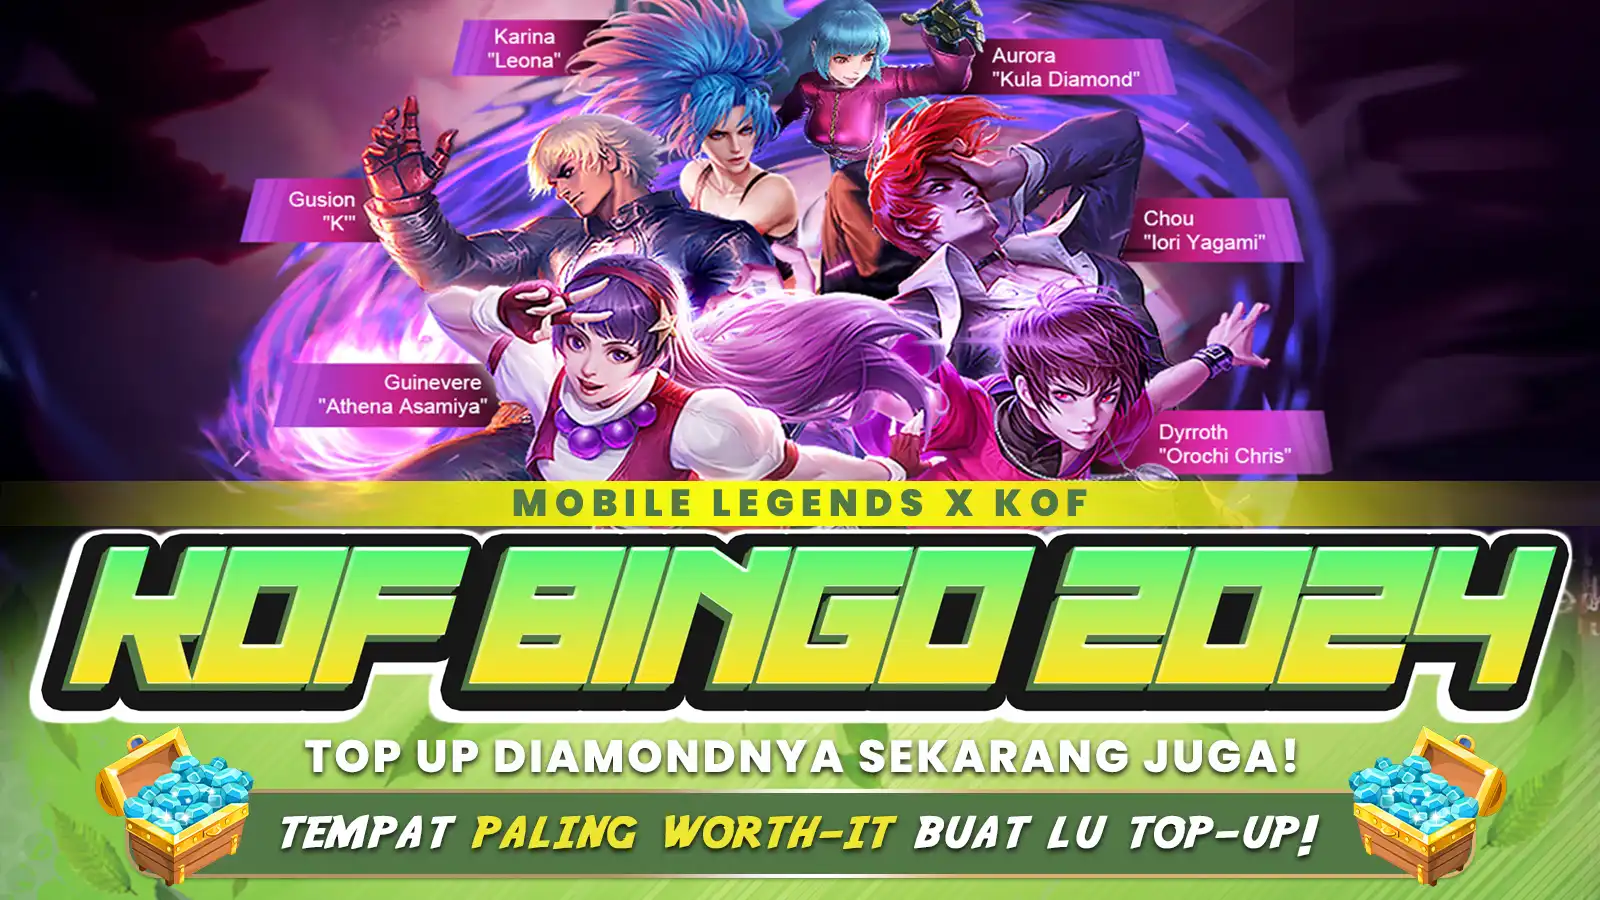 Karina
"Leona"
Aurora
"Kula Diamond"
Gusion
"K'"
Chou
"Iori Yagami"
Guinevere
"Athena Asamiya"
Dyrroth
"Orochi Chris"
MOBILE LEGENDS X KOF
KOF BINGO 2024
TOP UP DIAMONDNYA SEKARANG JUGA!
TEMPAT PALING WORTH-IT BUAT LU TOP-UP!